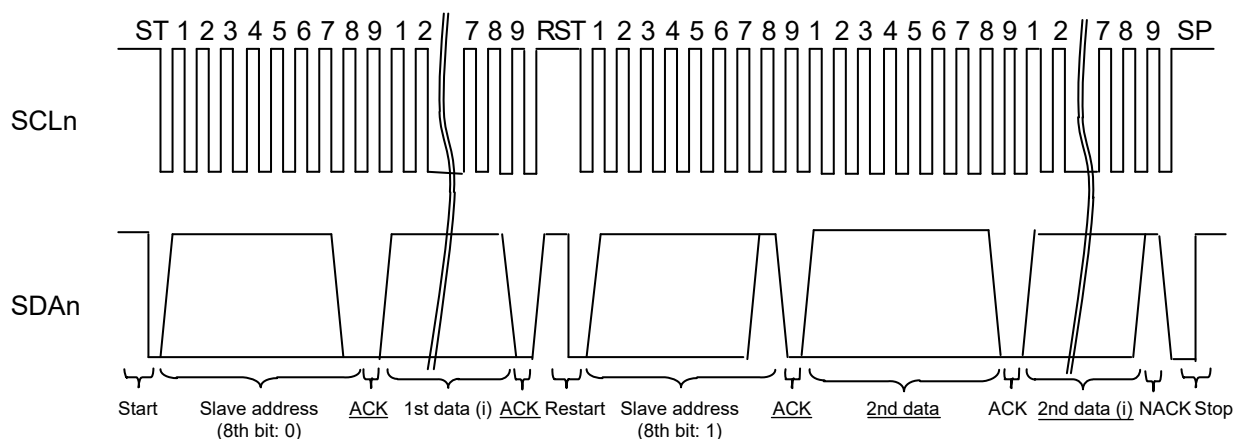 ST 1 2 3 4 5 6 7 8 9 1 2 7 8 9 RST 1 2 3 4 5 6 7 8 9 1 2 3 4 5 6 7 8 9 1 2 7 8 9 SP
SCLn
SDAn
Start Slave address ACK 1st data (i) ACK Restart Slave address ACK 2nd data ACK 2nd data (i) NACK Stop
(8th bit: 0) (8th bit: 1)